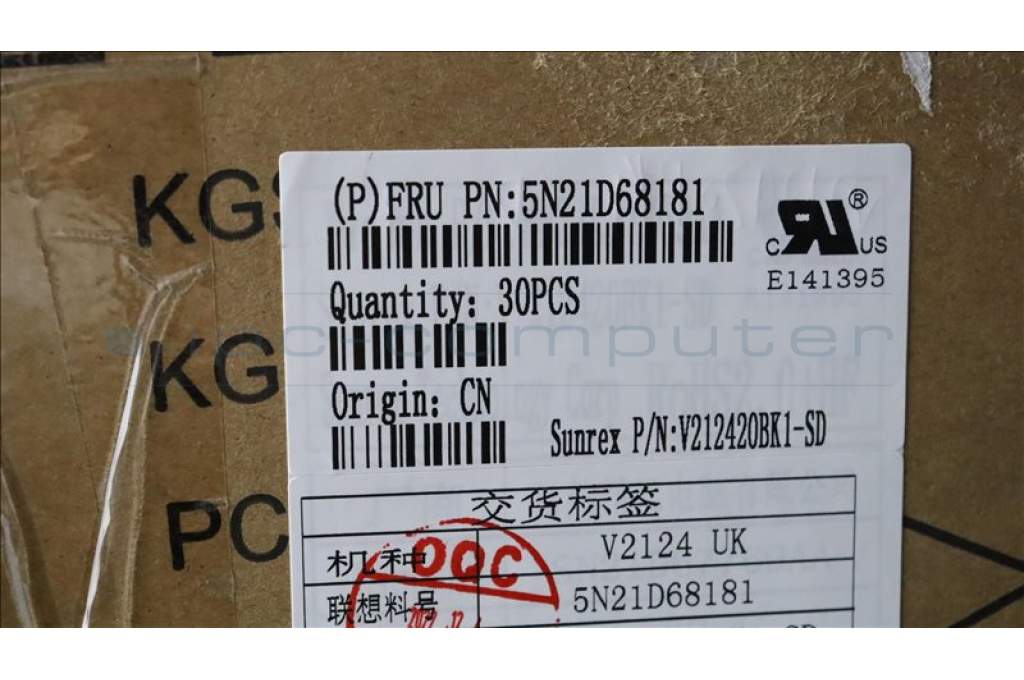 (P)FRU PN:5N21D68181
C RU US ®
E141395
Quantity: 30PCS
Origin: CN
Sunrex P/N:V212420BK1-SD
交货标签
机种 V2124 UK
联想料号 5N21D68181
OQC
KGS
KG
PC
c-computer